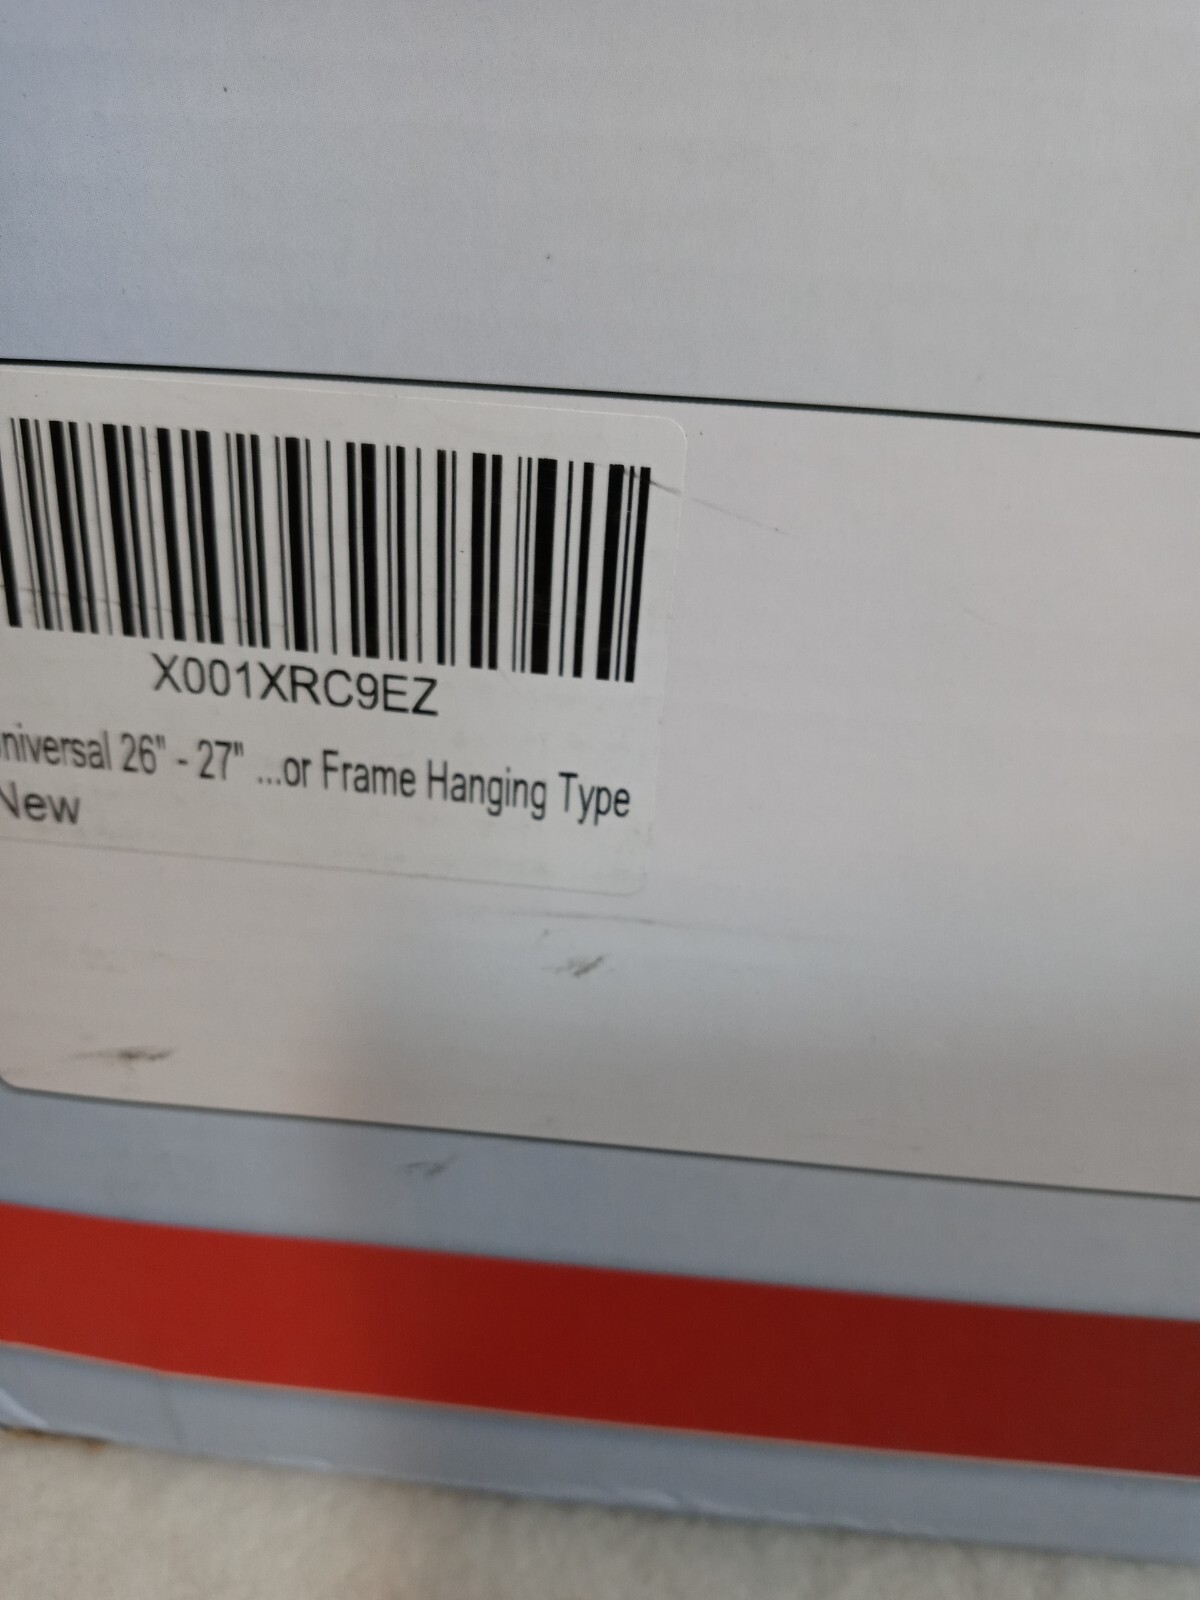 X001XRC9EZ
niversal 26" - 27" ...or Frame Hanging Type
New